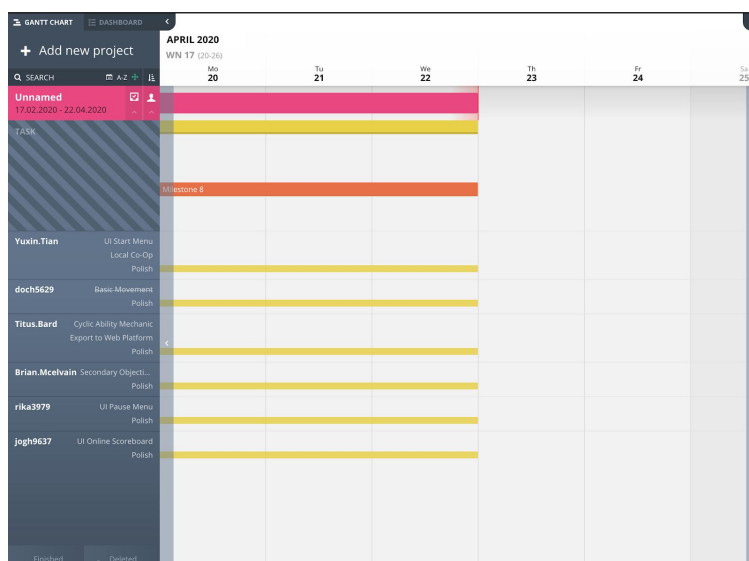 GANTT CHART DASHBOARD
+ Add new project
APRIL 2020
WN 17 (20-26)
SEARCH A-Z
Mo Tu We Th Fr Sa
20 21 22 23 24 25
Unnamed
17.02.2020 - 22.04.2020
TASK
Milestone 8
Yuxin.Tian UI Start Menu
Local Co-Op
Polish
doch5629 Basic Movement
Polish
Titus.Bard Cyclic Ability Mechanic
Export to Web Platform
Polish
Brian.Mcelvain Secondary Objecti...
Polish
rika3979 UI Pause Menu
Polish
jogh9637 UI Online Scoreboard
Polish
Finished Deleted